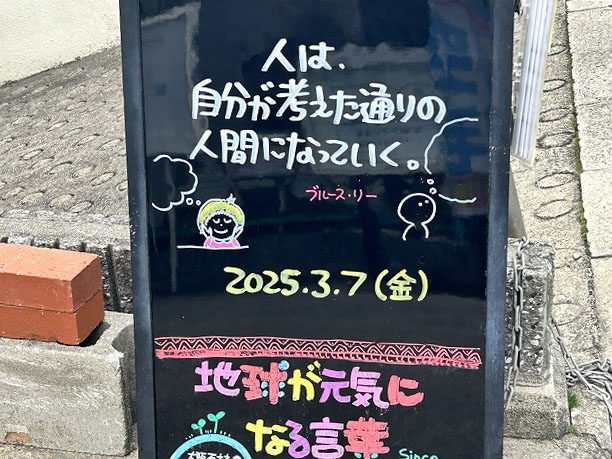 人は、
自分が考えた通りの
人間になっていく。
ブルース・リー
2025.3.7(金)
地球が元気に
なる言葉
Since